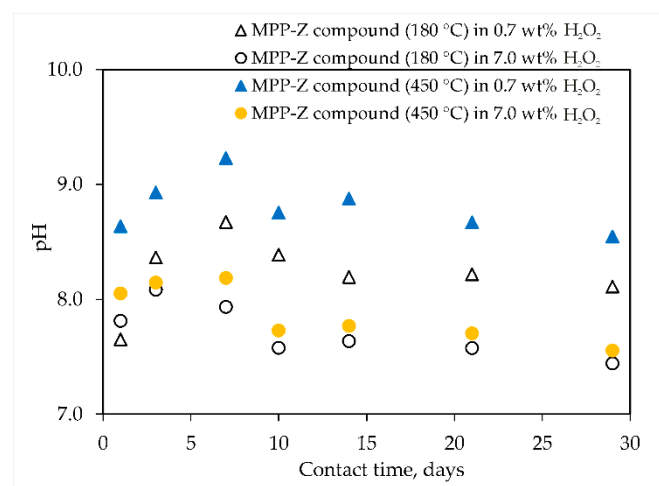 MPP-Z compound (180 °C) in 0.7 wt% H₂O₂
MPP-Z compound (180 °C) in 7.0 wt% H₂O₂
MPP-Z compound (450 °C) in 0.7 wt% H₂O₂
MPP-Z compound (450 °C) in 7.0 wt% H₂O₂
10.0
9.0
8.0
7.0
pH
0 5 10 15 20 25 30
Contact time, days